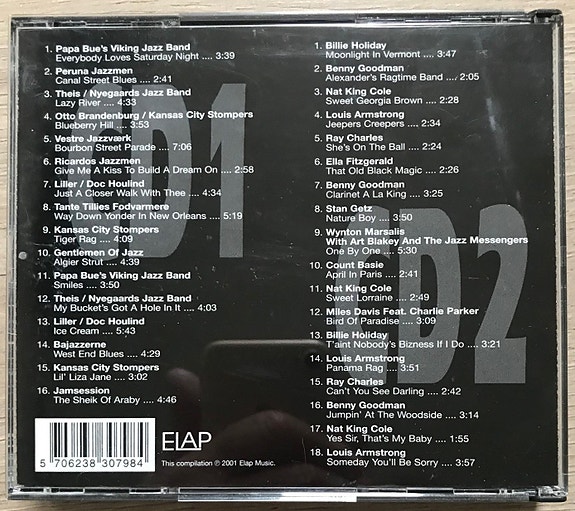 CD1
1. Papa Bue's Viking Jazz Band
Everybody Loves Saturday Night .... 3:39
2. Peruna Jazzmen
Canal Street Blues .... 2:41
3. Theis / Nyegaards Jazz Band
Lazy River .... 4:33
4. Otto Brandenburg / Kansas City Stompers
Blueberry Hill .... 3:53
5. Vestre Jazzværk
Bourbon Street Parade .... 7:06
6. Ricardos Jazzmen
Give Me A Kiss To Build A Dream On .... 2:58
7. Liller / Doc Houlind
Just A Closer Walk With Thee .... 4:34
8. Tante Tillies Fodvarmere
Way Down Yonder In New Orleans .... 5:19
9. Kansas City Stompers
Tiger Rag .... 4:09
10. Gentlemen Of Jazz
Algier Strut .... 4:39
11. Papa Bue's Viking Jazz Band
Smiles .... 3:50
12. Theis / Nyegaards Jazz Band
My Bucket's Got A Hole In It .... 4:03
13. Liller / Doc Houlind
Ice Cream .... 5:43
14. Bajazzerne
West End Blues .... 4:29
15. Kansas City Stompers
Lil' Liza Jane .... 3:02
16. Jamsession
The Sheik Of Araby .... 4:46
5 706238 307984
ELAP
This compilation ℗ 2001 Elap Music.
CD2
1. Billie Holiday
Moonlight In Vermont .... 3:47
2. Benny Goodman
Alexander's Ragtime Band .... 2:05
3. Nat King Cole
Sweet Georgia Brown .... 2:28
4. Louis Armstrong
Jeepers Creepers .... 2:34
5. Ray Charles
She's On The Ball .... 2:24
6. Ella Fitzgerald
That Old Black Magic .... 2:26
7. Benny Goodman
Clarinet A La King .... 3:25
8. Stan Getz
Nature Boy .... 3:50
9. Wynton Marsalis
With Art Blakey And The Jazz Messengers
One By One .... 5:30
10. Count Basie
April In Paris .... 2:41
11. Nat King Cole
Sweet Lorraine .... 2:49
12. Miles Davis Feat. Charlie Parker
Bird Of Paradise .... 3:09
13. Billie Holiday
T'aint Nobody's Bizness If I Do .... 3:21
14. Louis Armstrong
Panama Rag .... 3:51
15. Ray Charles
Can't You See Darling .... 2:42
16. Benny Goodman
Jumpin' At The Woodside .... 3:14
17. Nat King Cole
Yes Sir, That's My Baby .... 1:55
18. Louis Armstrong
Someday You'll Be Sorry .... 3:57